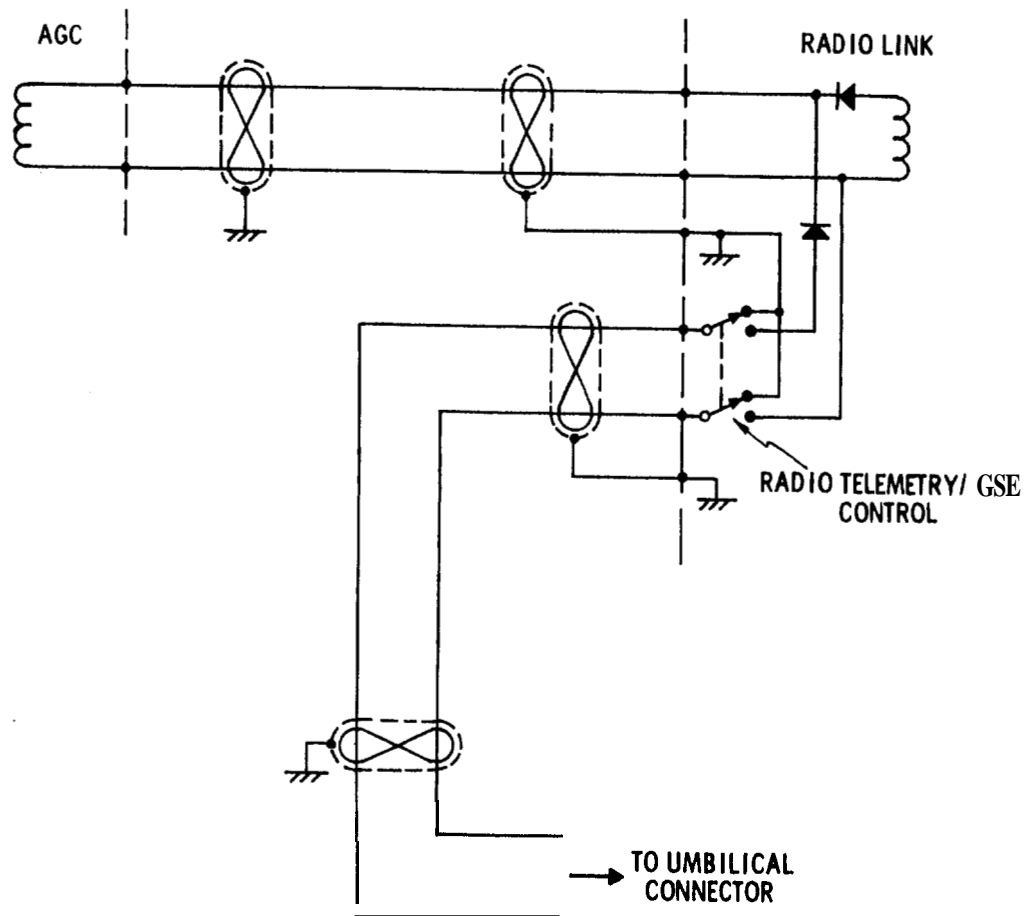 AGC
RADIO LINK
RADIO TELEMETRY/ GSE
CONTROL
TO UMBILICAL
CONNECTOR